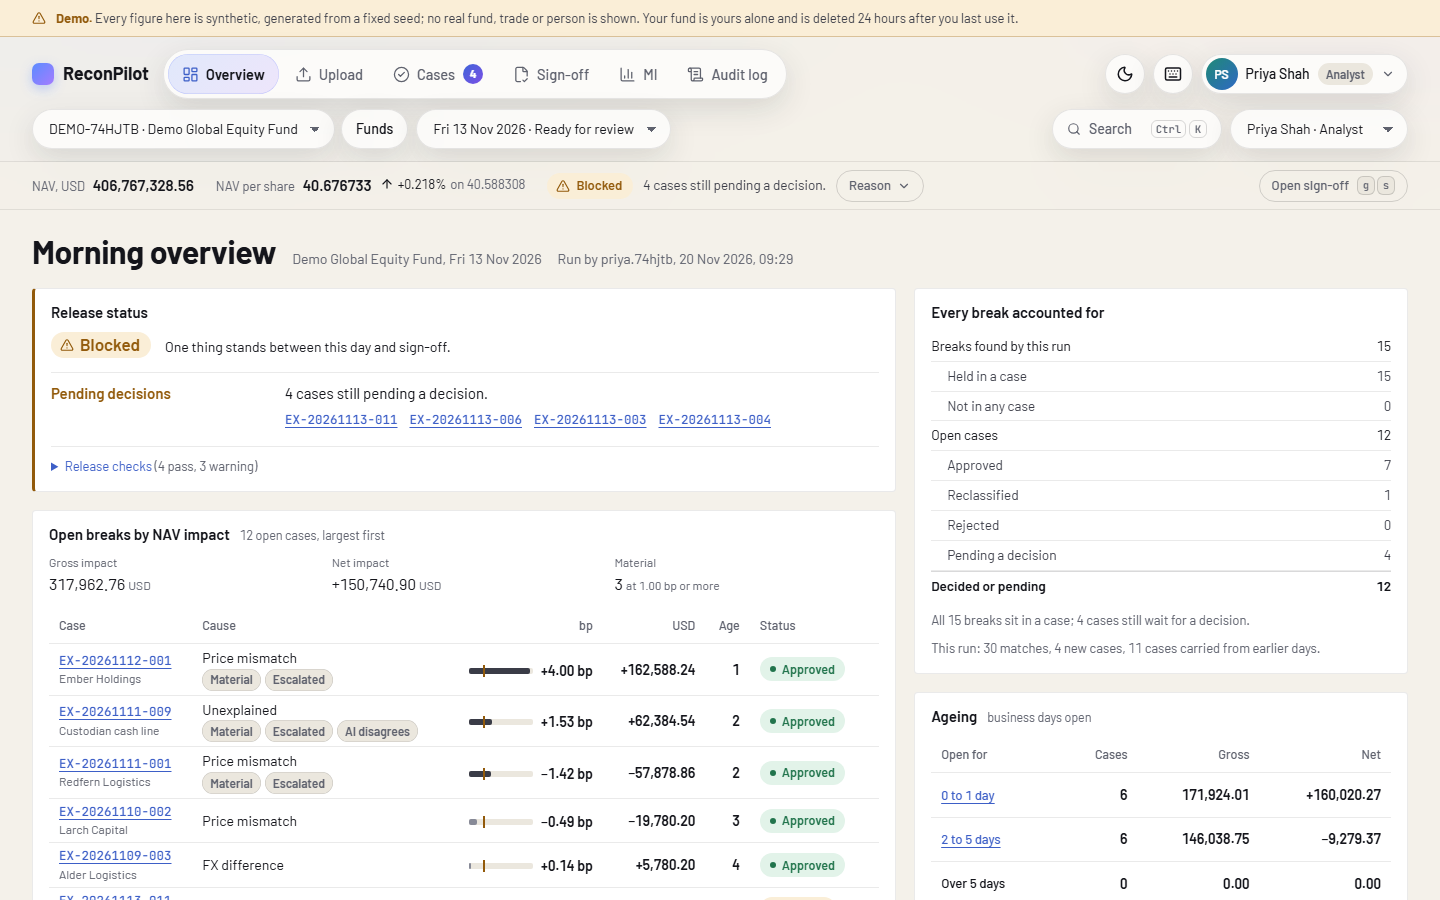 Demo. Every figure here is synthetic, generated from a fixed seed; no real fund, trade or person is shown. Your fund is yours alone and is deleted 24 hours after you last use it.
ReconPilot
Overview
Upload
Cases 4
Sign-off
MI
Audit log
PS Priya Shah Analyst
DEMO-74HJTB · Demo Global Equity Fund
Funds
Fri 13 Nov 2026 · Ready for review
Search Ctrl K
Priya Shah · Analyst
NAV, USD 406,767,328.56 NAV per share 40.676733 ↑ +0.218% on 40.588308 Blocked 4 cases still pending a decision. Reason Open sign-off g s
Morning overview Demo Global Equity Fund, Fri 13 Nov 2026 Run by priya.74hjtb, 20 Nov 2026, 09:29
Release status
Blocked One thing stands between this day and sign-off.
Pending decisions 4 cases still pending a decision.
EX-20261113-011 EX-20261113-006 EX-20261113-003 EX-20261113-004
Release checks (4 pass, 3 warning)
Open breaks by NAV impact 12 open cases, largest first
Gross impact Net impact Material
317,962.76 USD +150,740.90 USD 3 at 1.00 bp or more
Case Cause bp USD Age Status
EX-20261112-001 Price mismatch +4.00 bp +162,588.24 1 Approved
Ember Holdings Material Escalated
EX-20261111-009 Unexplained +1.53 bp +62,384.54 2 Approved
Custodian cash line Material Escalated AI disagrees
EX-20261111-001 Price mismatch −1.42 bp −57,878.86 2 Approved
Redfern Logistics Material Escalated
EX-20261110-002 Price mismatch −0.49 bp −19,780.20 3 Approved
Larch Capital
EX-20261109-003 FX difference +0.14 bp +5,780.20 4 Approved
Alder Logistics
EX-20261113-011
Every break accounted for
Breaks found by this run 15
Held in a case 15
Not in any case 0
Open cases 12
Approved 7
Reclassified 1
Rejected 0
Pending a decision 4
Decided or pending 12
All 15 breaks sit in a case; 4 cases still wait for a decision.
This run: 30 matches, 4 new cases, 11 cases carried from earlier days.
Ageing business days open
Open for Cases Gross Net
0 to 1 day 6 171,924.01 +160,020.27
2 to 5 days 6 146,038.75 −9,279.37
Over 5 days 0 0.00 0.00